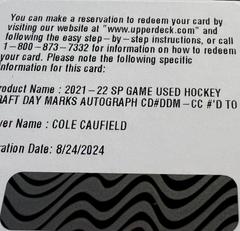 You can make a reservation to redeem your card by
visiting our website at "www.upperdeck.com" and
following the easy step-by-step instructions, or call
1-800-873-7332 for information on how to redeem
your card. Please note the following specific
information for this card:
Product Name : 2021-22 SP GAME USED HOCKEY
RAFT DAY MARKS AUTOGRAPH CD#DDM-CC #'D TO
yer Name : COLE CAUFIELD
ration Date: 8/24/2024